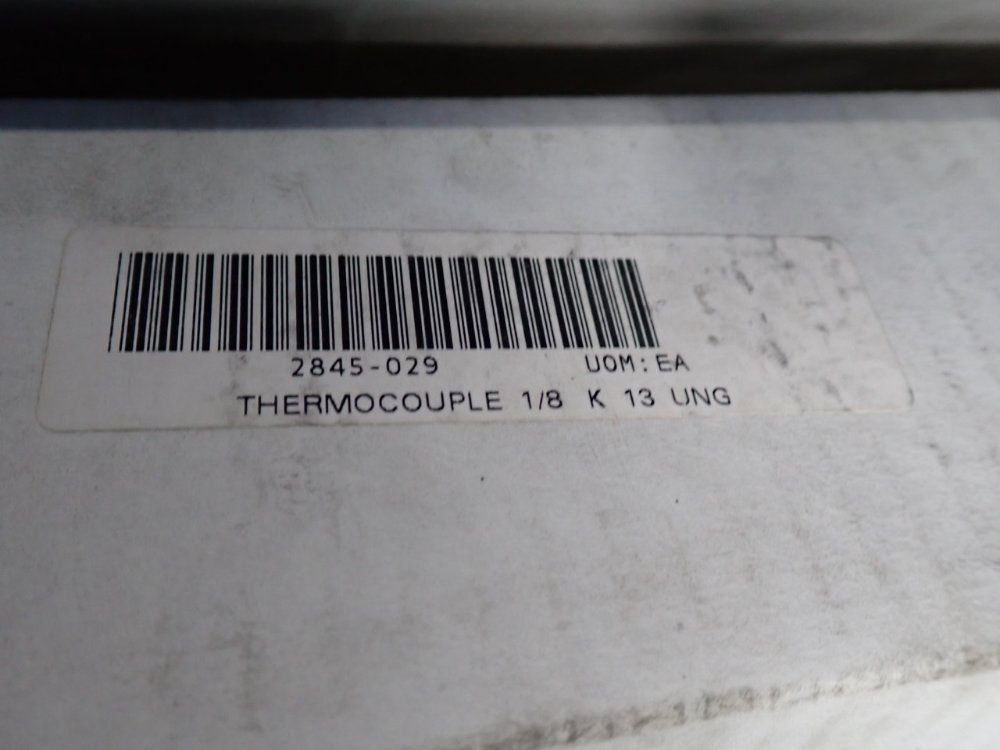 2845-029 UOM:EA
THERMOCOUPLE 1/8 K 13 UNG